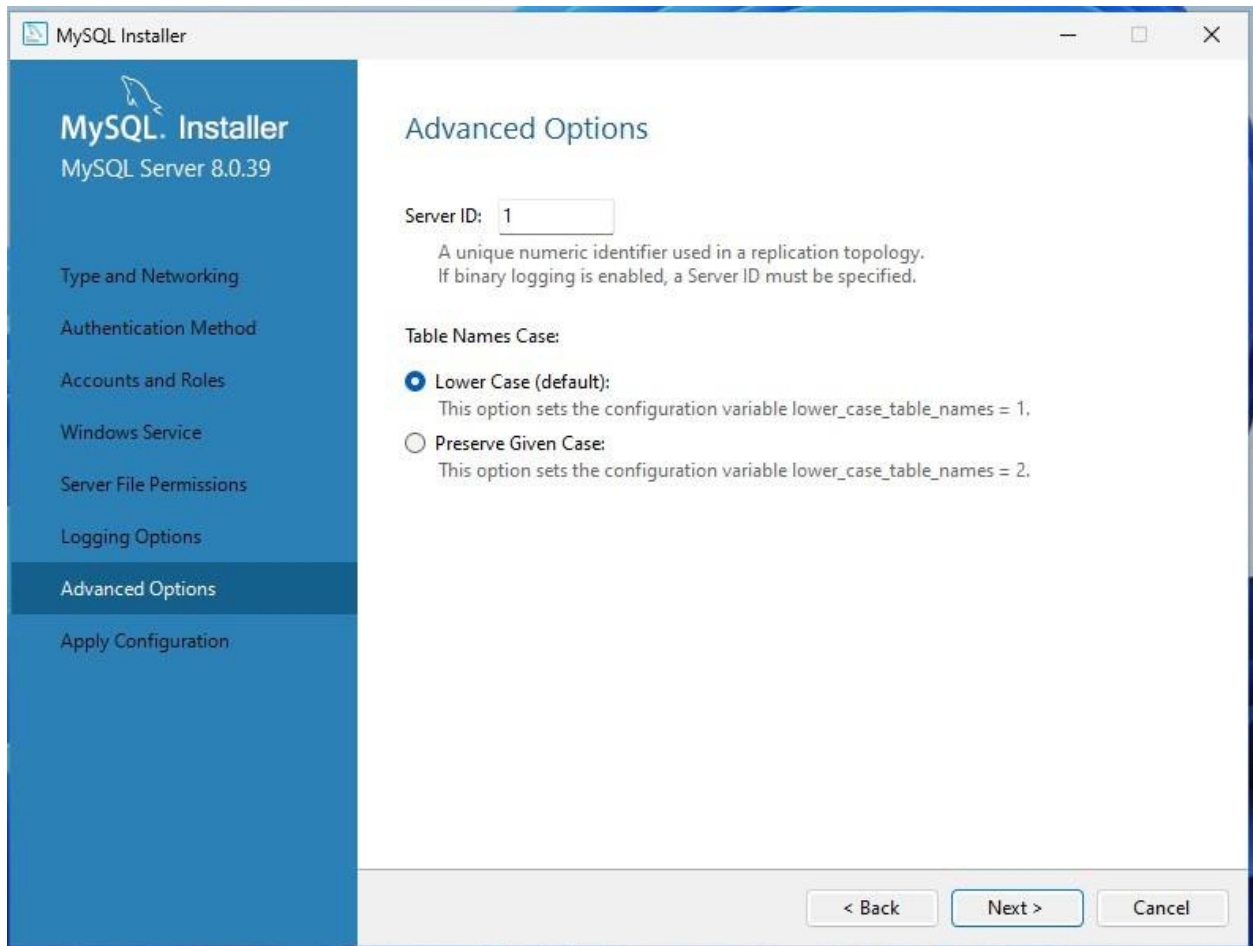 MySQL Installer
MySQL. Installer
MySQL Server 8.0.39
Type and Networking
Authentication Method
Accounts and Roles
Windows Service
Server File Permissions
Logging Options
Advanced Options
Apply Configuration
Advanced Options
Server ID: 1
A unique numeric identifier used in a replication topology.
If binary logging is enabled, a Server ID must be specified.
Table Names Case:
Lower Case (default):
This option sets the configuration variable lower_case_table_names = 1.
Preserve Given Case:
This option sets the configuration variable lower_case_table_names = 2.
< Back Next > Cancel